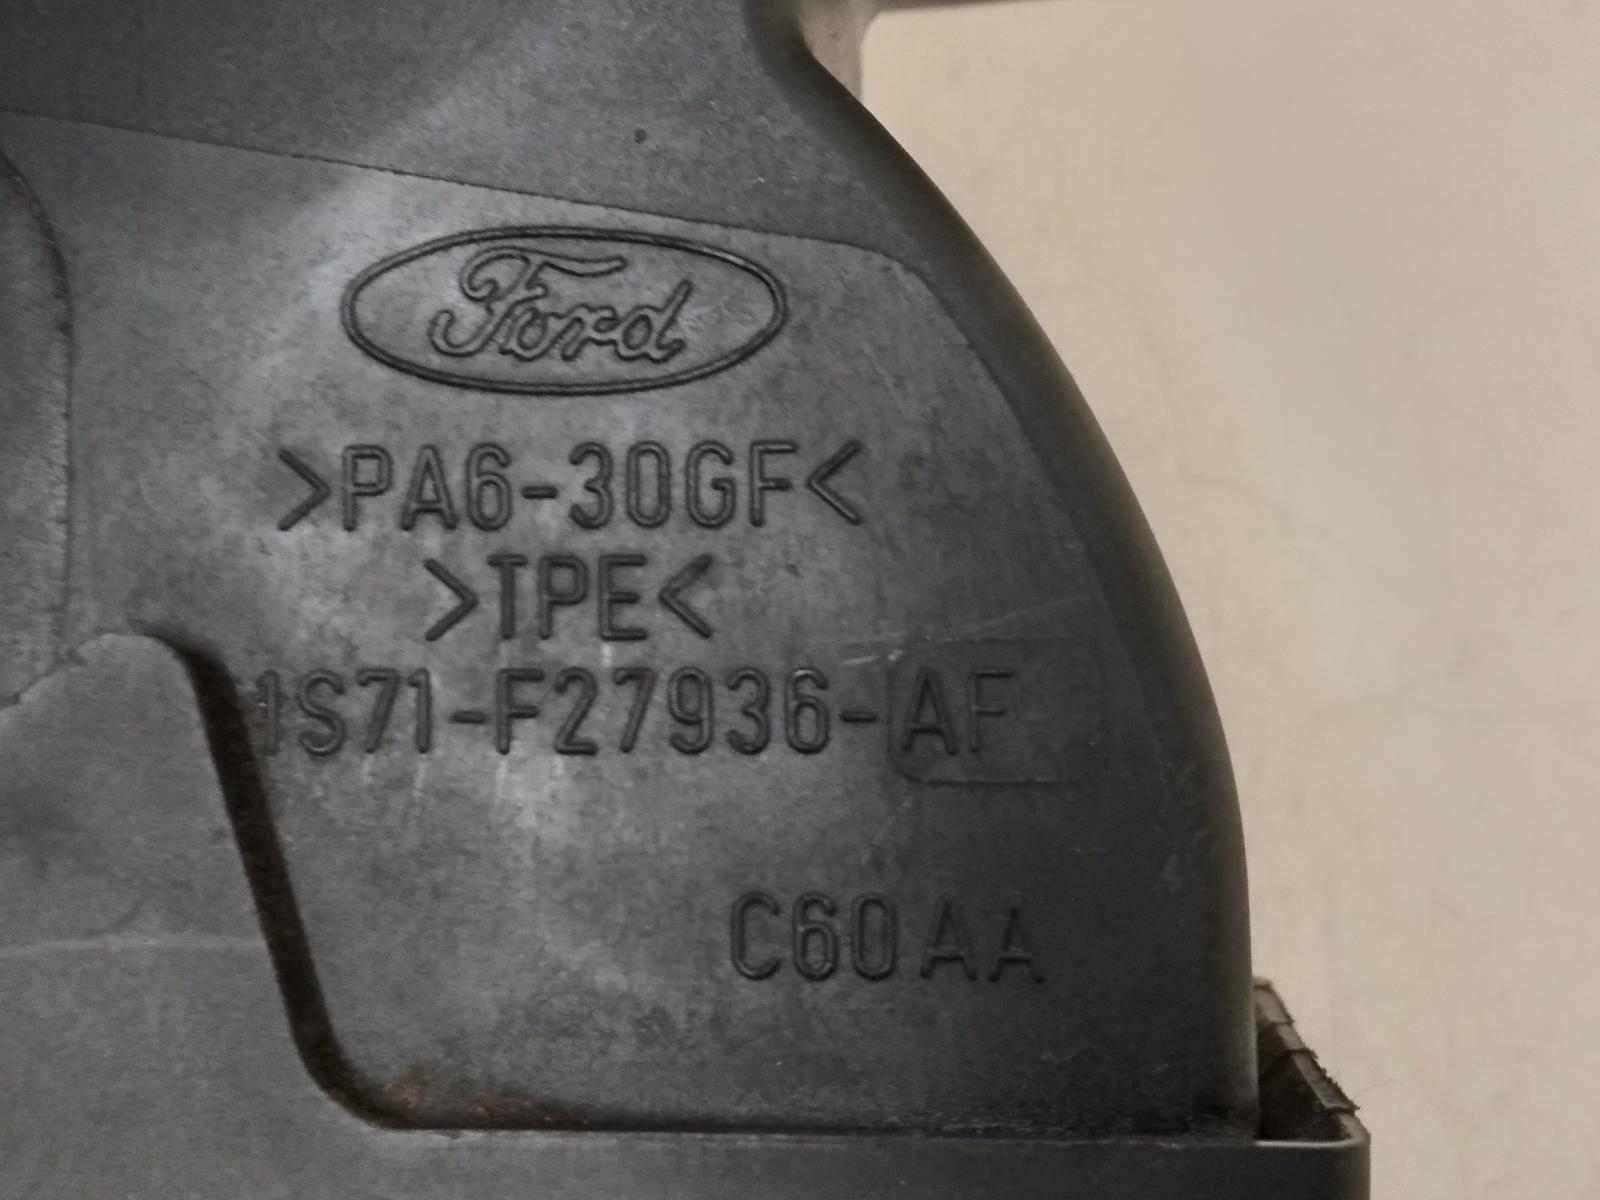 Ford
>PA6-30GF<
>TPE<
1S71-F27936-AF
C60AA